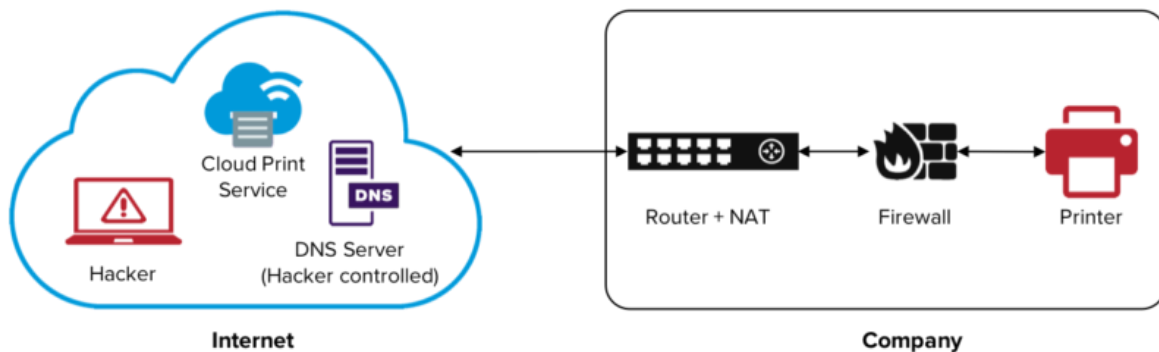 Cloud Print
Service
DNS
Hacker
DNS Server
(Hacker controlled)
Internet
Router + NAT
Firewall
Printer
Company